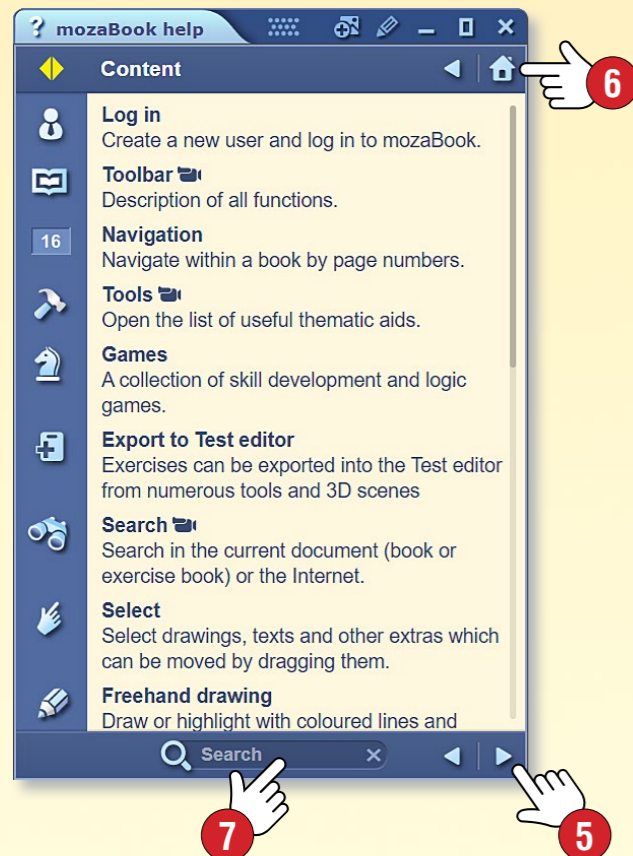 ? mozaBook help
Content
6
Log in
Create a new user and log in to mozaBook.
Toolbar
Description of all functions.
16
Navigation
Navigate within a book by page numbers.
Tools
Open the list of useful thematic aids.
Games
A collection of skill development and logic
games.
Export to Test editor
Exercises can be exported into the Test editor
from numerous tools and 3D scenes
Search
Search in the current document (book or
exercise book) or the Internet.
Select
Select drawings, texts and other extras which
can be moved by dragging them.
Freehand drawing
Draw or highlight with coloured lines and
Search
7
5